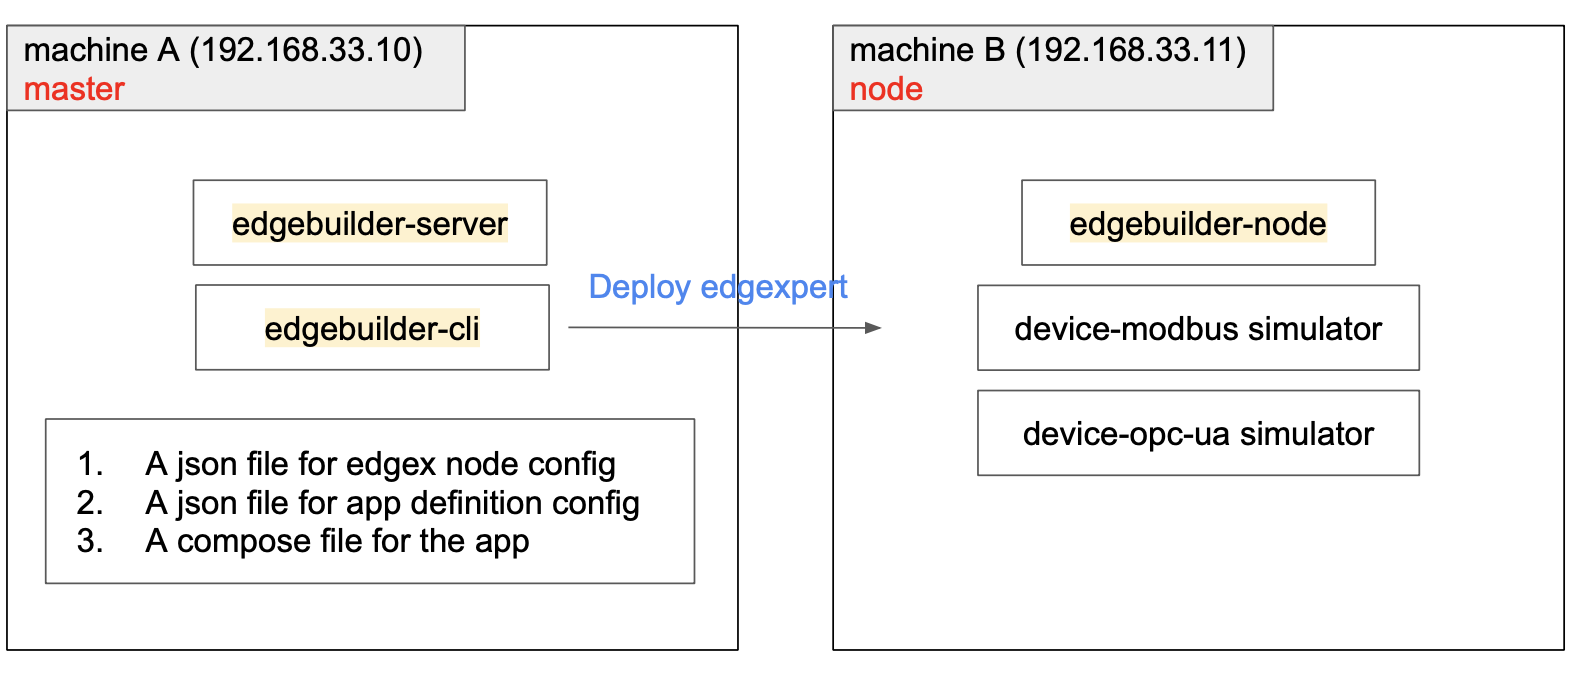 machine A (192.168.33.10)
master
edgebuilder-server
edgebuilder-cli
1. A json file for edgex node config
2. A json file for app definition config
3. A compose file for the app
Deploy edgexpert
machine B (192.168.33.11)
node
edgebuilder-node
device-modbus simulator
device-opc-ua simulator